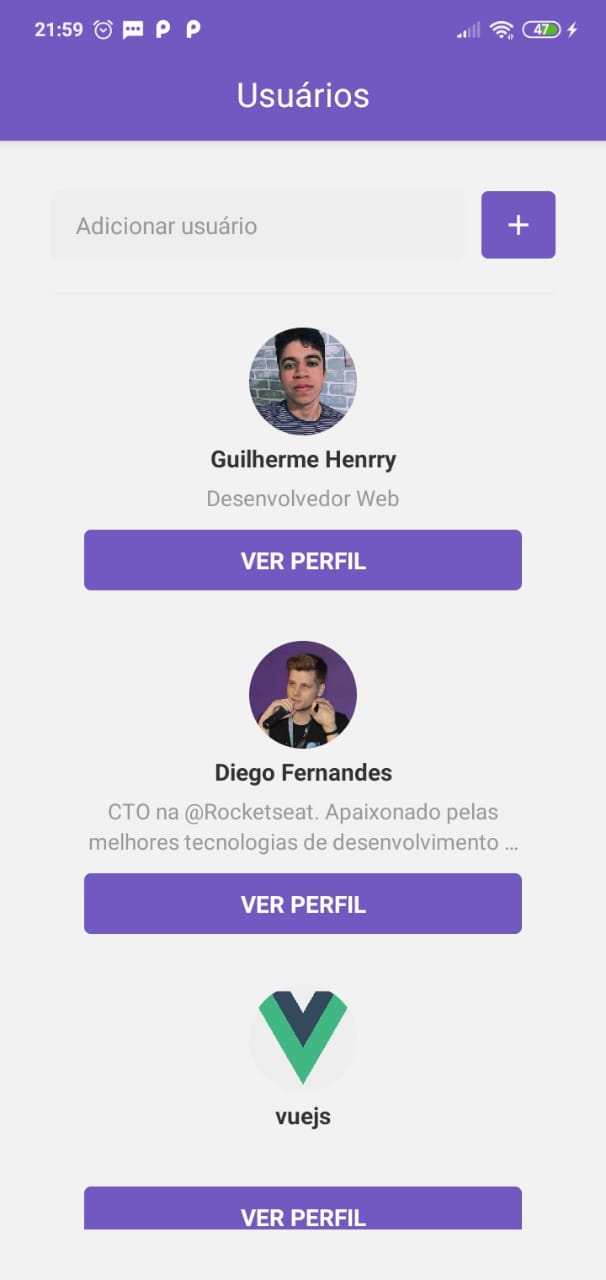 21:59
47
Usuários
Adicionar usuário
+
Guilherme Henrry
Desenvolvedor Web
VER PERFIL
Diego Fernandes
CTO na @Rocketseat. Apaixonado pelas
melhores tecnologias de desenvolvimento ...
VER PERFIL
vuejs
VER PERFIL